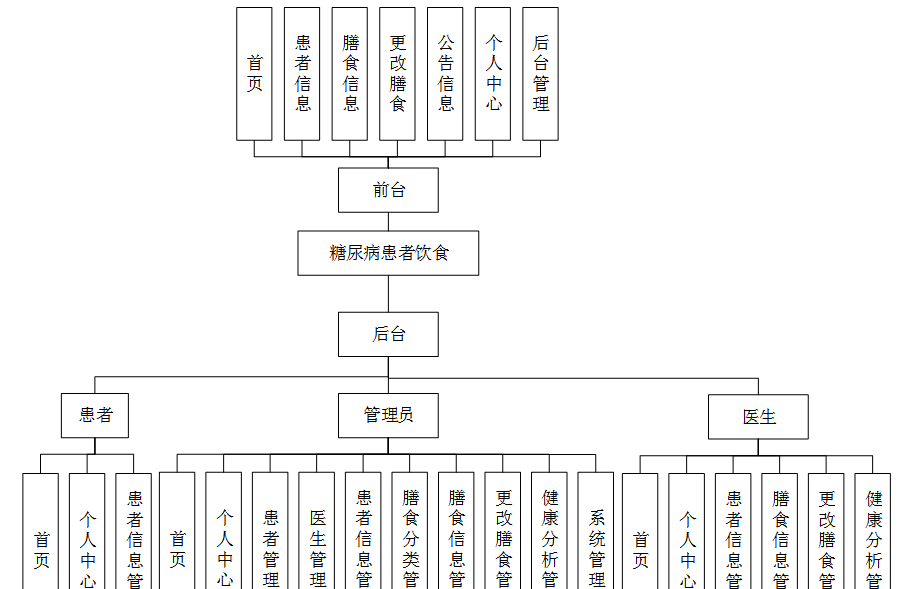 首页
患者信息
膳食信息
更改膳食
公告信息
个人中心
后台管理
前台
糖尿病患者饮食
后台
患者
管理员
医生
首页
个人中心
患者信息管
首页
个人中心
患者管理
医生管理
患者信息管
膳食分类管
膳食信息管
更改膳食管
健康分析管
系统管理
首页
个人中心
患者信息管
膳食信息管
更改膳食管
健康分析管